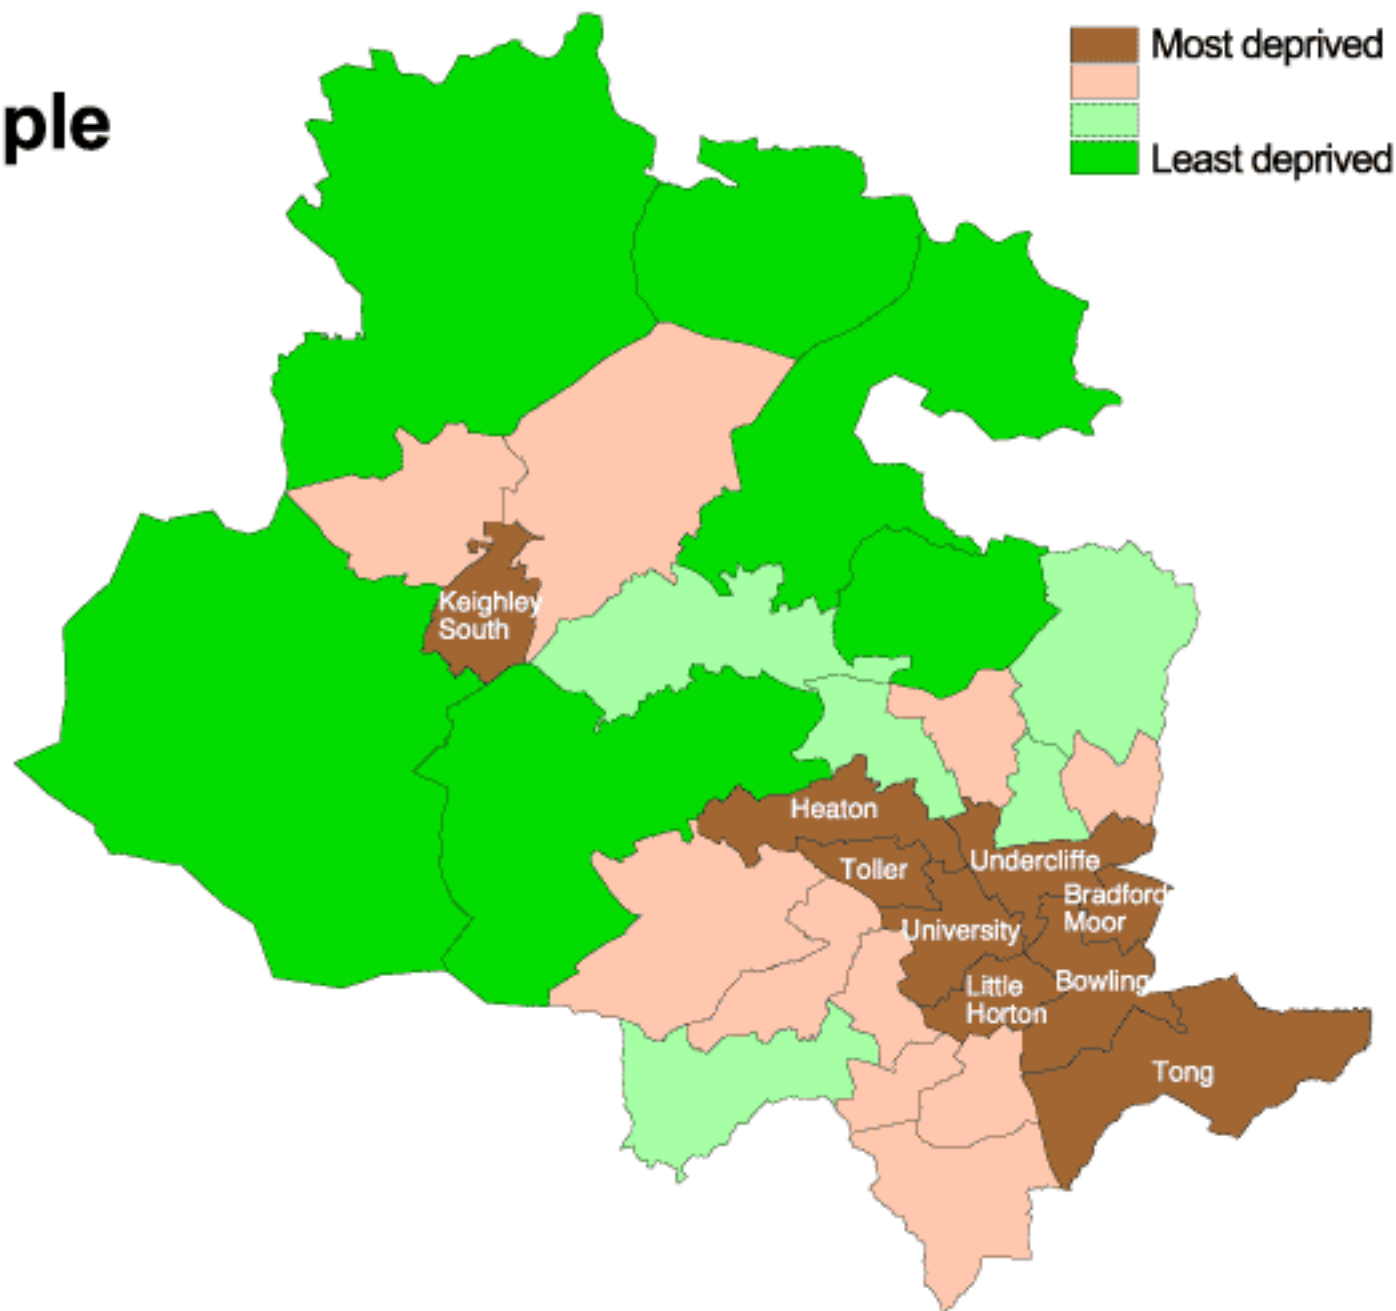 ple
Most deprived
Least deprived
Keighley
South
Heaton
Toller
Undercliffe
Bradford
Moor
University
Little
Horton
Bowling
Tong